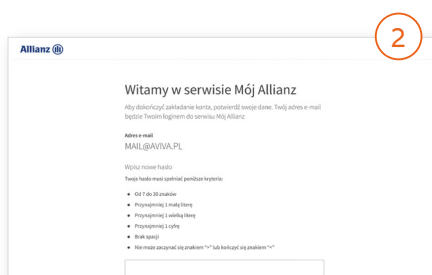 2
Allianz
Witamy w serwisie Mój Allianz
Aby dokończyć zakładanie konta, potwierdź swoje dane. Twój adres e-mail
będzie Twoim loginem do serwisu Mój Allianz
Adres e-mail
MAIL@AVIVA.PL
Wpisz nowe hasło
Twoje hasło musi spełniać poniższe kryteria:
• Od 7 do 30 znaków
• Przynajmniej 1 małą literę
• Przynajmniej 1 wielką literę
• Przynajmniej 1 cyfrę
• Brak spacji
• Nie może zaczynać się znakiem ">" lub kończyć się znakiem "<"